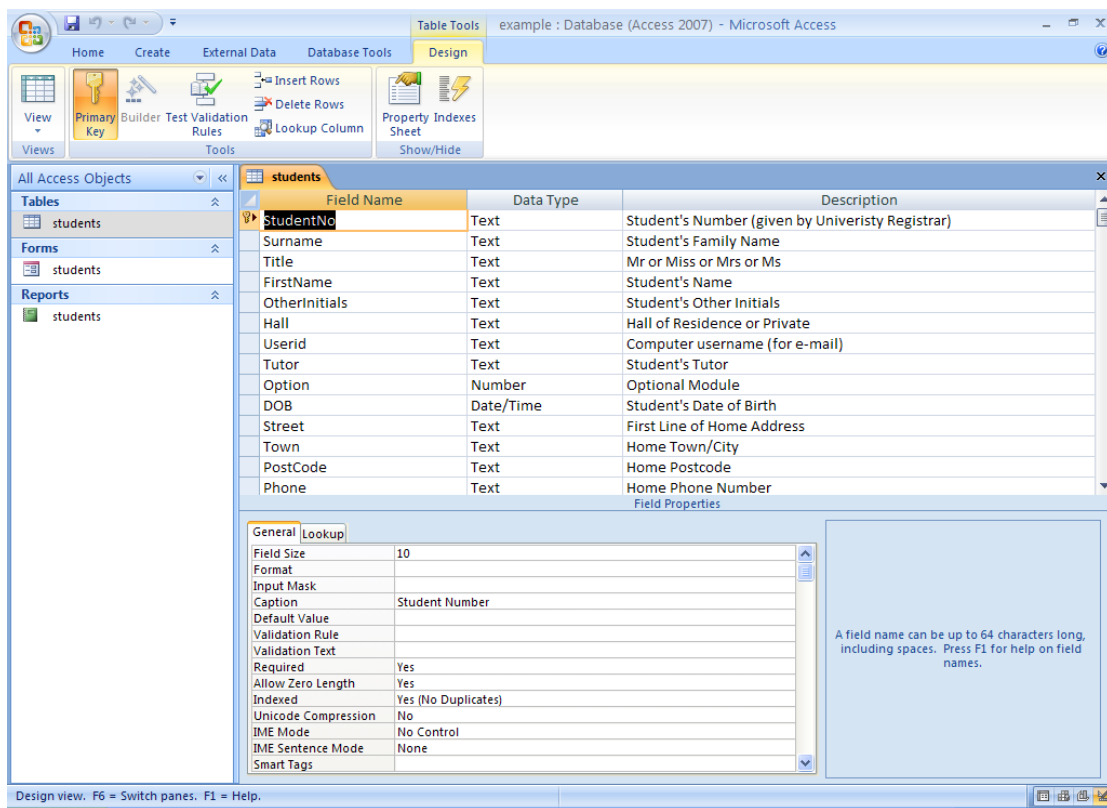 Table Tools example : Database (Access 2007) - Microsoft Access
Home Create External Data Database Tools Design
View
Primary Key
Builder
Test Validation Rules
Insert Rows
Delete Rows
Lookup Column
Property Sheet
Indexes
Views Tools Show/Hide
All Access Objects
Tables
students
Forms
students
Reports
students
students
Field Name Data Type Description
StudentNo Text Student's Number (given by Univeristy Registrar)
Surname Text Student's Family Name
Title Text Mr or Miss or Mrs or Ms
FirstName Text Student's Name
OtherInitials Text Student's Other Initials
Hall Text Hall of Residence or Private
Userid Text Computer username (for e-mail)
Tutor Text Student's Tutor
Option Number Optional Module
DOB Date/Time Student's Date of Birth
Street Text First Line of Home Address
Town Text Home Town/City
PostCode Text Home Postcode
Phone Text Home Phone Number
Field Properties
General Lookup
Field Size 10
Format
Input Mask
Caption Student Number
Default Value
Validation Rule
Validation Text
Required Yes
Allow Zero Length Yes
Indexed Yes (No Duplicates)
Unicode Compression No
IME Mode No Control
IME Sentence Mode None
Smart Tags
A field name can be up to 64 characters long,
including spaces. Press F1 for help on field
names.
Design view. F6 = Switch panes. F1 = Help.